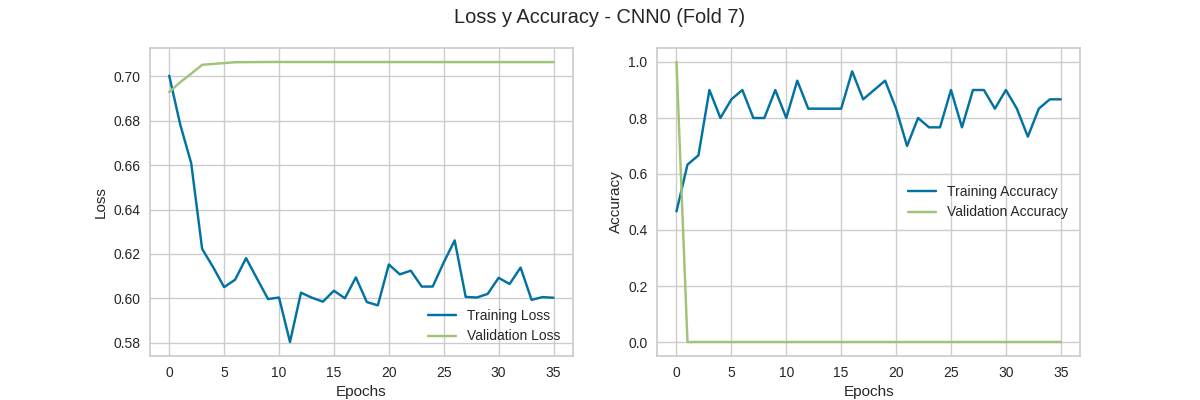 Loss y Accuracy - CNN0 (Fold 7)
0.70
0.68
0.66
0.64
0.62
0.60
0.58
Loss
0 5 10 15 20 25 30 35
Epochs
Training Loss
Validation Loss
1.0
0.8
0.6
0.4
0.2
0.0
Accuracy
0 5 10 15 20 25 30 35
Epochs
Training Accuracy
Validation Accuracy